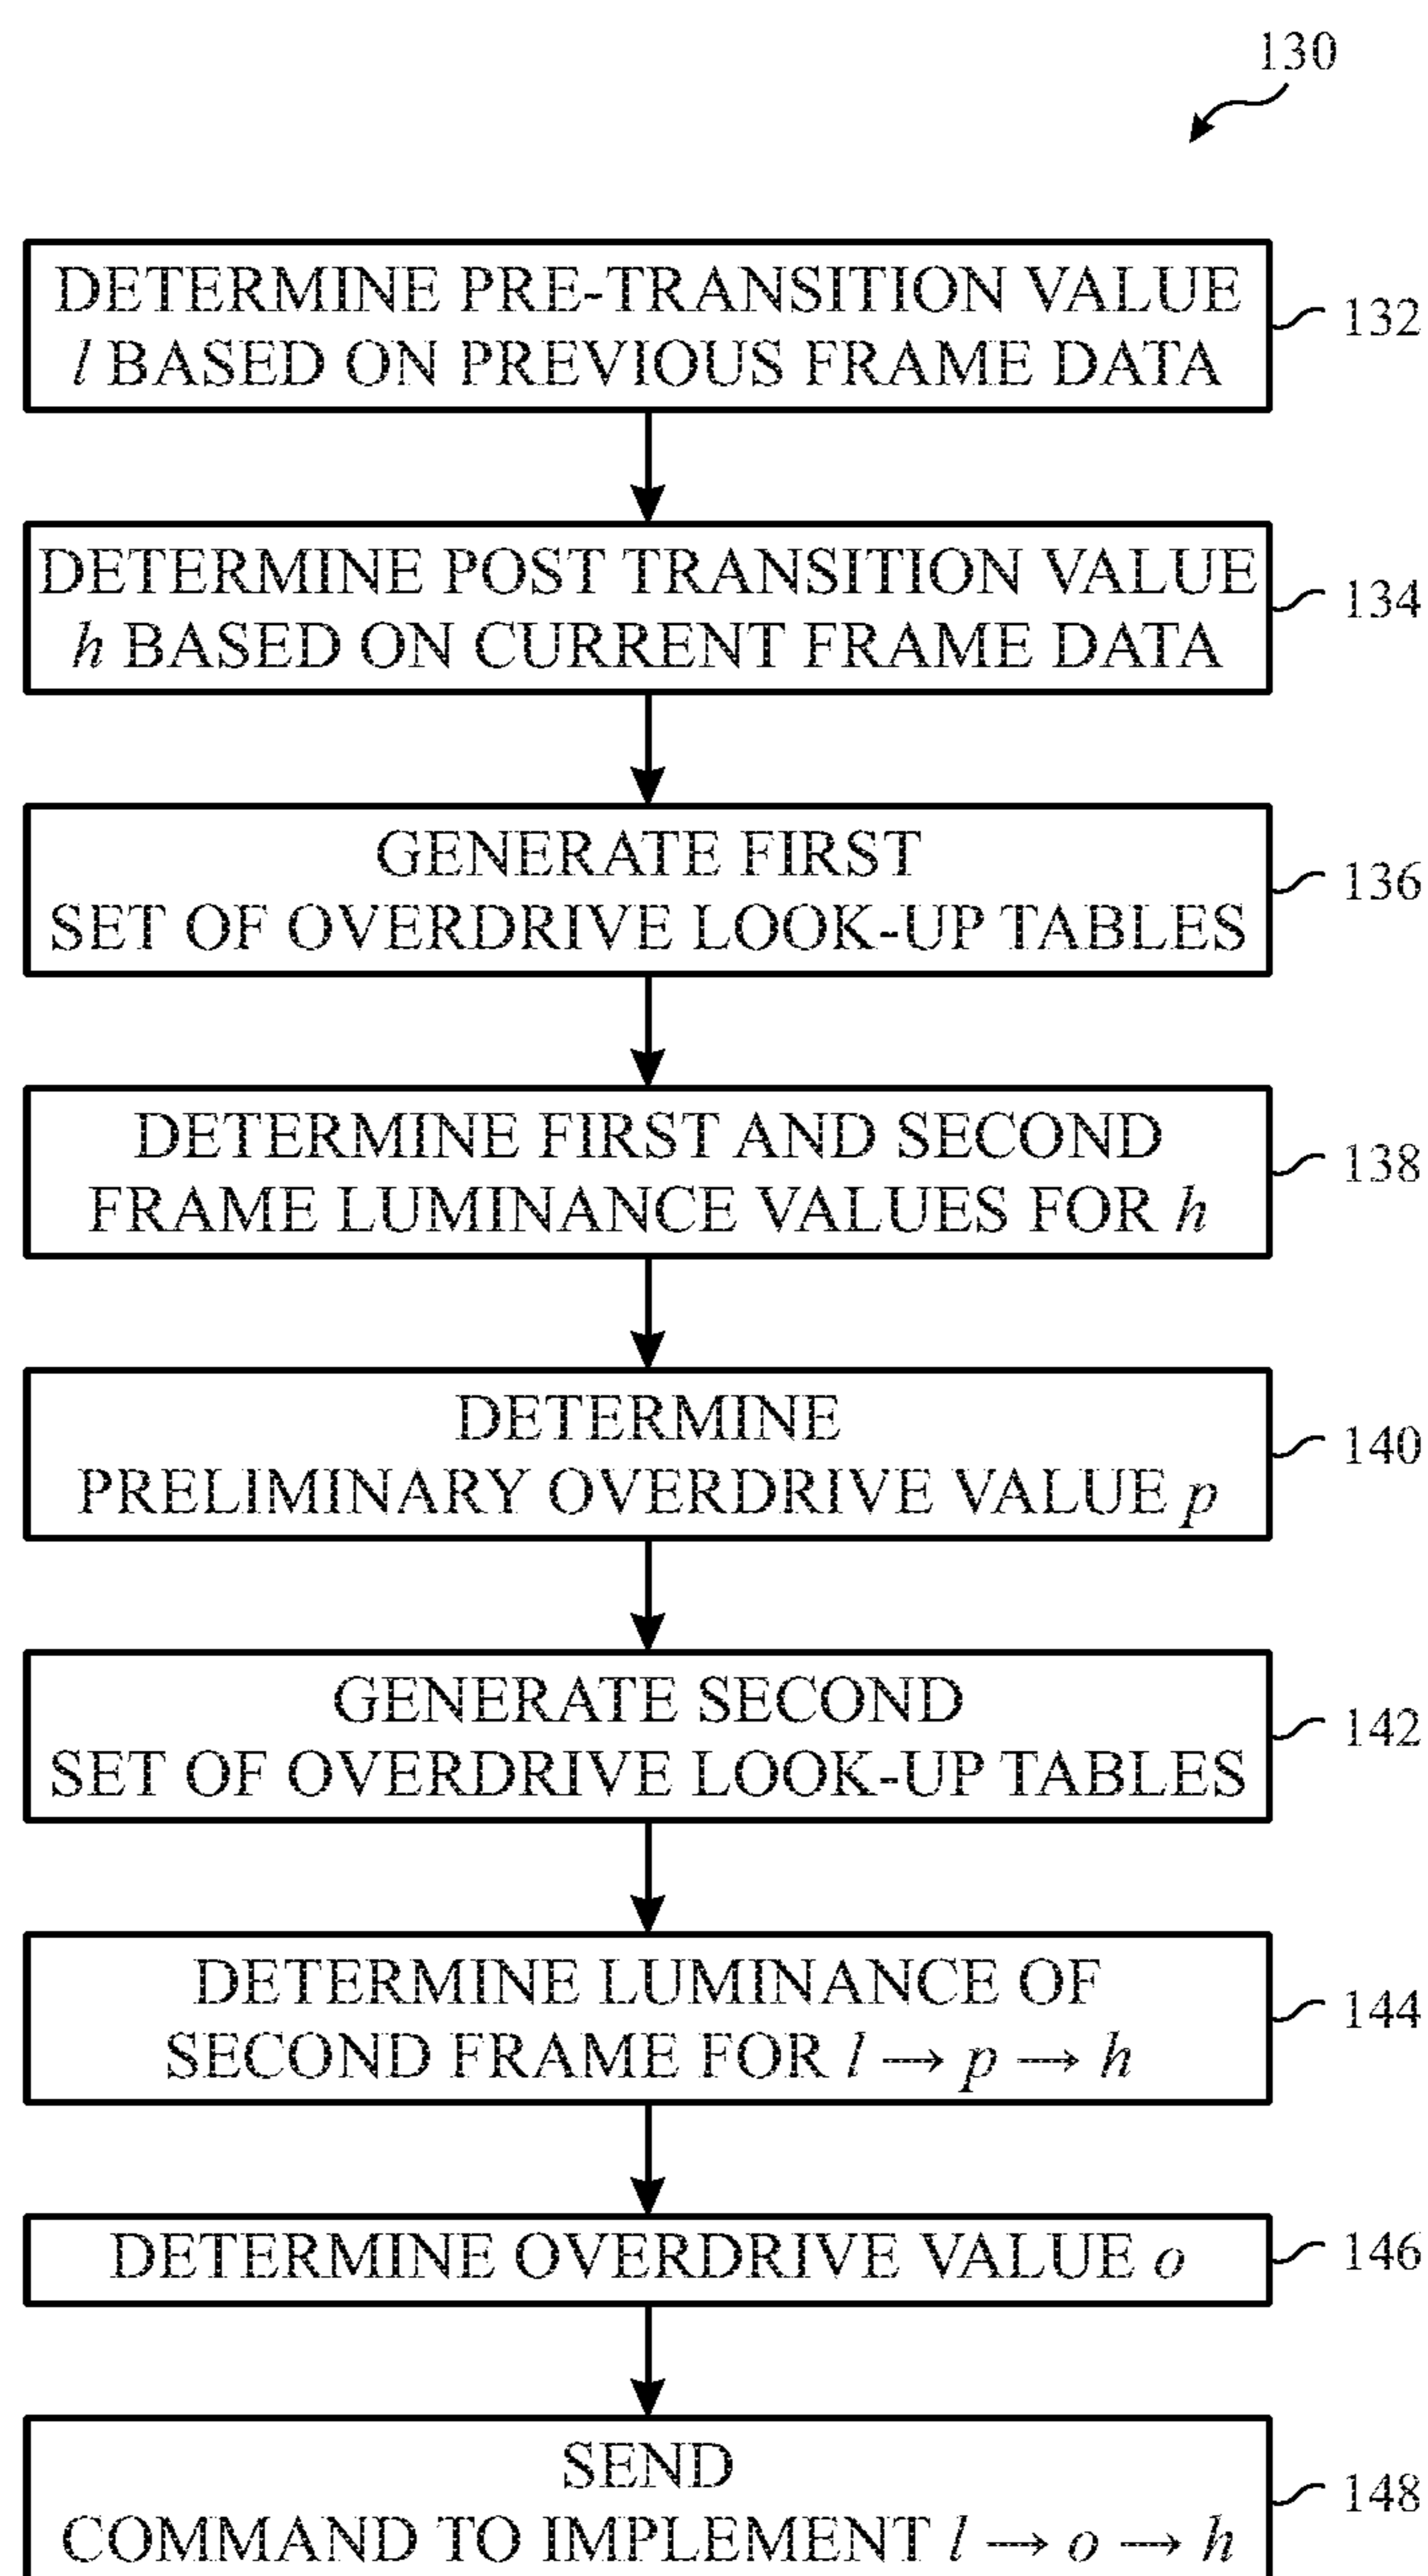 130
DETERMINE PRE-TRANSITION VALUE
l BASED ON PREVIOUS FRAME DATA
132
DETERMINE POST TRANSITION VALUE
h BASED ON CURRENT FRAME DATA
134
GENERATE FIRST
SET OF OVERDRIVE LOOK-UP TABLES
136
DETERMINE FIRST AND SECOND
FRAME LUMINANCE VALUES FOR h
138
DETERMINE
PRELIMINARY OVERDRIVE VALUE p
140
GENERATE SECOND
SET OF OVERDRIVE LOOK-UP TABLES
142
DETERMINE LUMINANCE OF
SECOND FRAME FOR l → p → h
144
DETERMINE OVERDRIVE VALUE o
146
SEND
COMMAND TO IMPLEMENT l → o → h
148